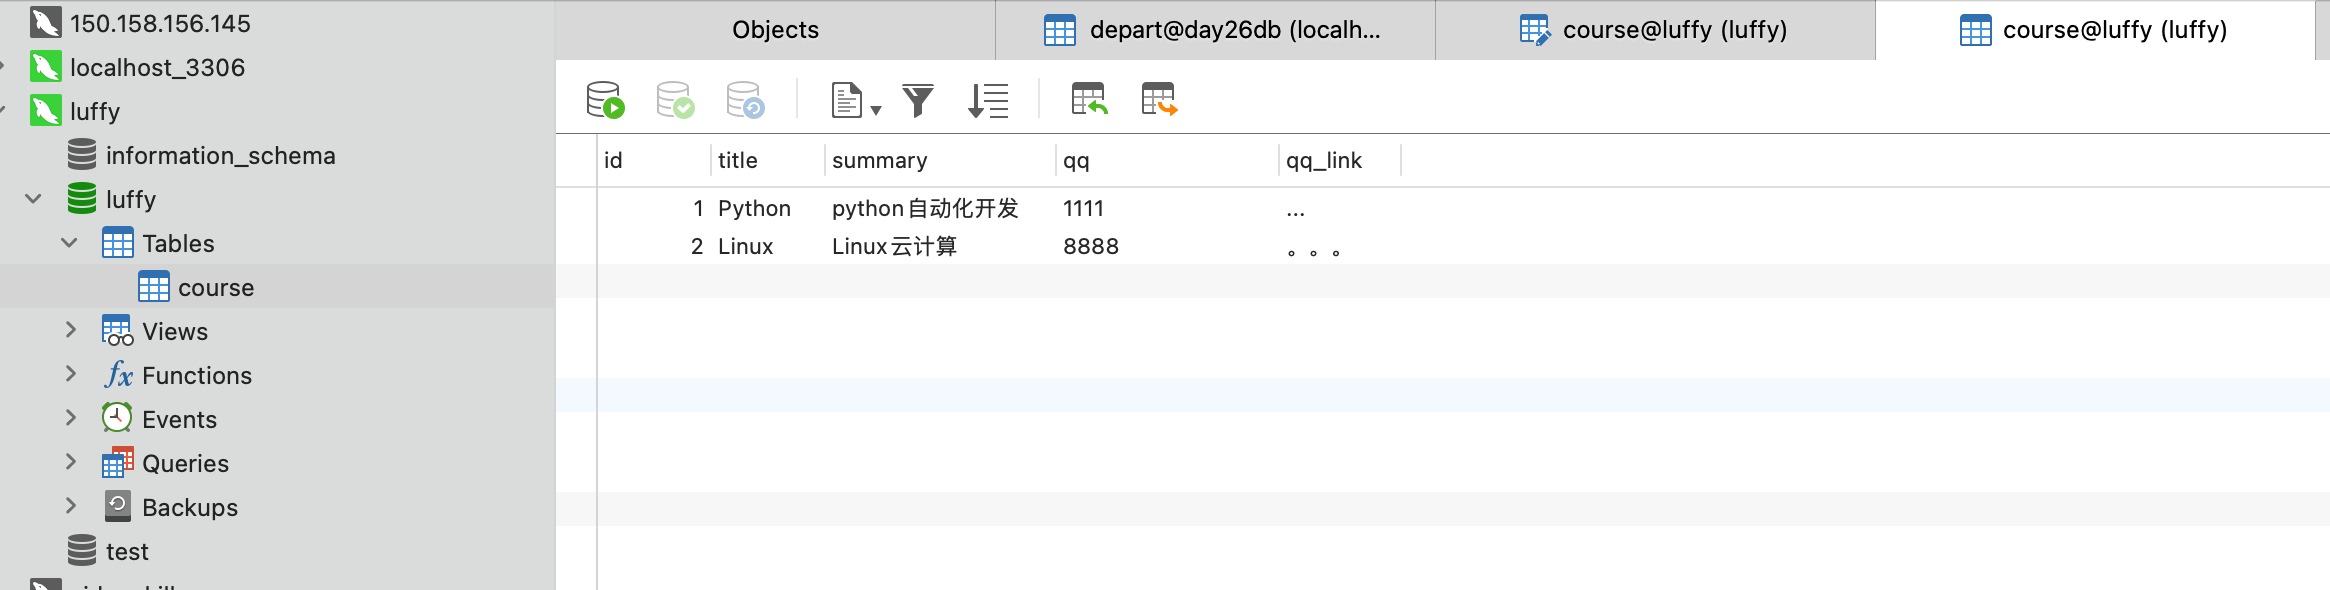 150.158.156.145
localhost_3306
luffy
information_schema
luffy
Tables
course
Views
fx Functions
Events
Queries
Backups
test
Objects
depart@day26db (localh...
course@luffy (luffy)
course@luffy (luffy)
id title summary qq qq_link
1 Python python自动化开发 1111 ...
2 Linux Linux云计算 8888 。。。